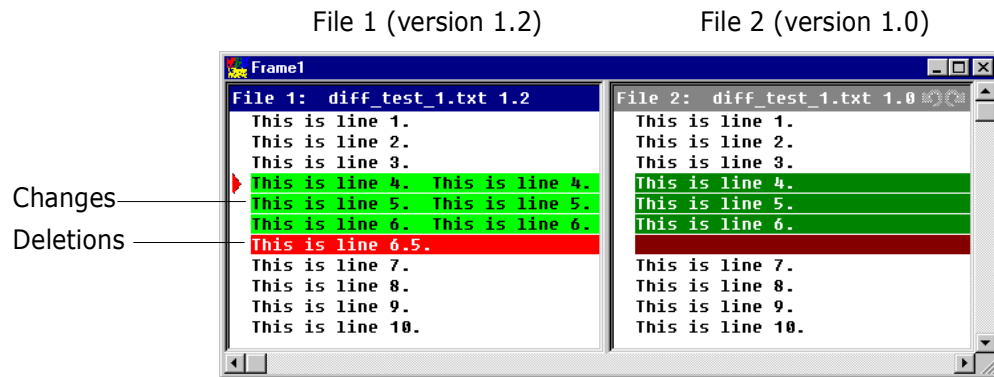 File 1 (version 1.2)
File 2 (version 1.0)
Frame1
File 1:  diff_test_1.txt 1.2
This is line 1.
This is line 2.
This is line 3.
This is line 4.  This is line 4.
This is line 5.  This is line 5.
This is line 6.  This is line 6.
This is line 6.5.
This is line 7.
This is line 8.
This is line 9.
This is line 10.
File 2:  diff_test_1.txt 1.0
This is line 1.
This is line 2.
This is line 3.
This is line 4.
This is line 5.
This is line 6.
This is line 7.
This is line 8.
This is line 9.
This is line 10.
Changes
Deletions